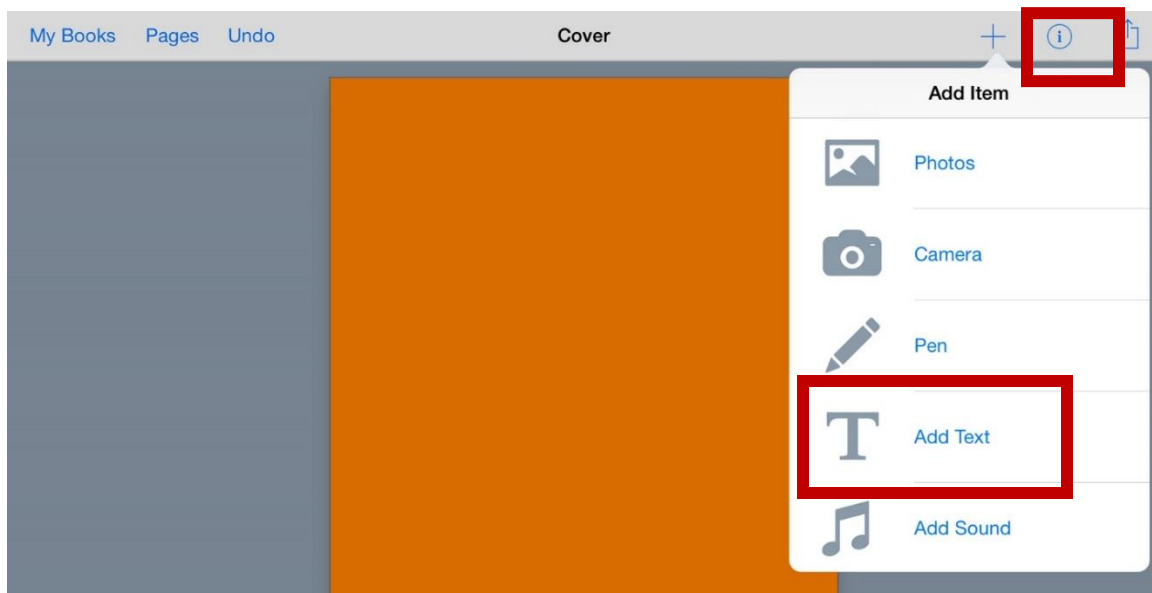 My Books Pages Undo Cover
Add Item
Photos
Camera
Pen
Add Text
Add Sound